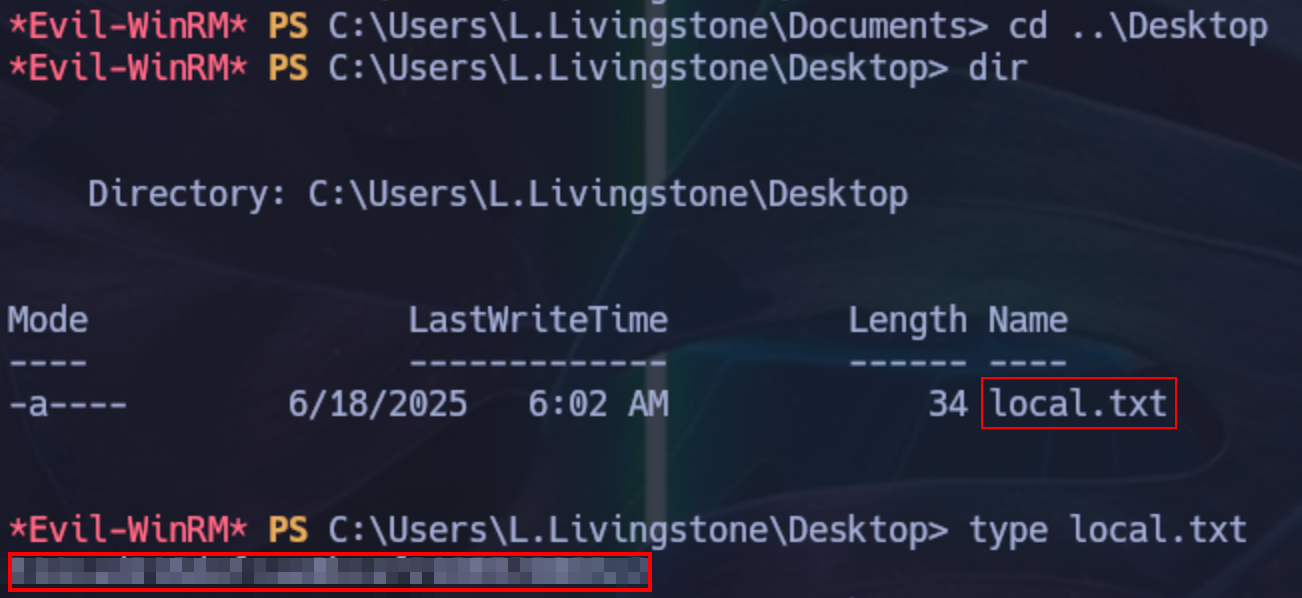 *Evil-WinRM* PS C:\Users\L.Livingstone\Documents> cd ..\Desktop
*Evil-WinRM* PS C:\Users\L.Livingstone\Desktop> dir
Directory: C:\Users\L.Livingstone\Desktop
Mode LastWriteTime Length Name
---- ------------- ------ ----
-a---- 6/18/2025 6:02 AM 34 local.txt
*Evil-WinRM* PS C:\Users\L.Livingstone\Desktop> type local.txt